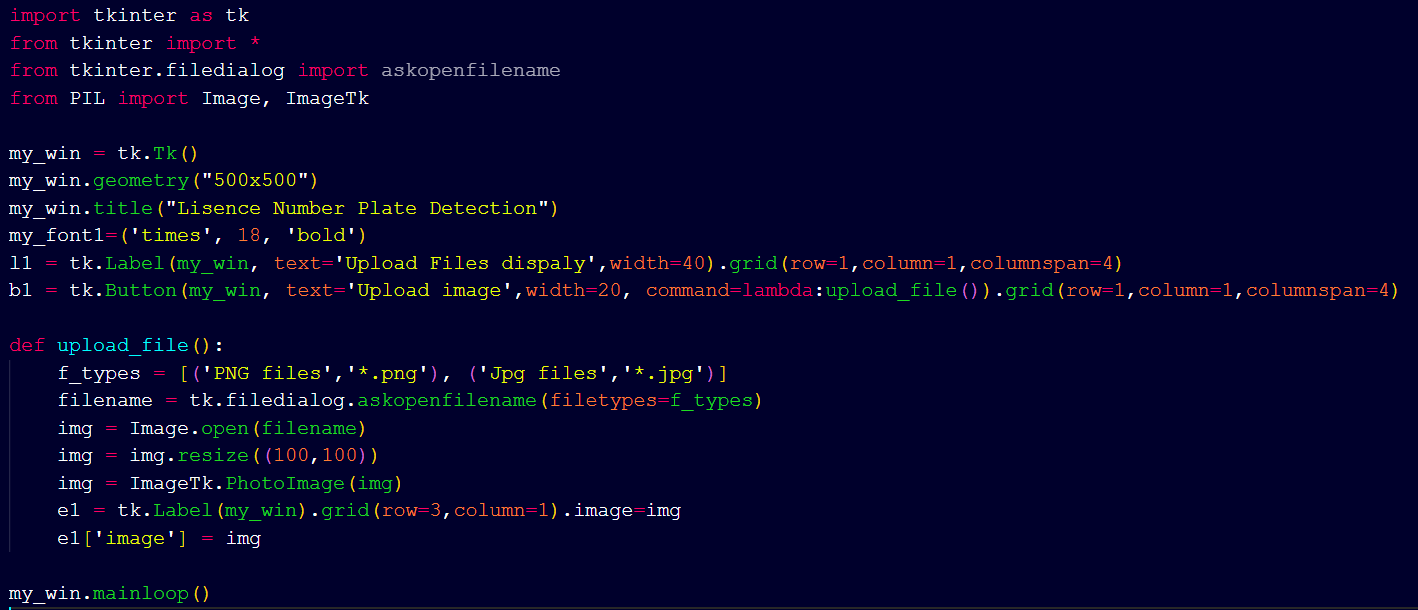 import tkinter as tk
from tkinter import *
from tkinter.filedialog import askopenfilename
from PIL import Image, ImageTk

my_win = tk.Tk()
my_win.geometry("500x500")
my_win.title("Lisence Number Plate Detection")
my_font1=('times', 18, 'bold')
l1 = tk.Label(my_win, text='Upload Files dispaly',width=40).grid(row=1,column=1,columnspan=4)
b1 = tk.Button(my_win, text='Upload image',width=20, command=lambda:upload_file()).grid(row=1,column=1,columnspan=4)

def upload_file():
    f_types = [('PNG files','*.png'), ('Jpg files','*.jpg')]
    filename = tk.filedialog.askopenfilename(filetypes=f_types)
    img = Image.open(filename)
    img = img.resize((100,100))
    img = ImageTk.PhotoImage(img)
    e1 = tk.Label(my_win).grid(row=3,column=1).image=img
    e1['image'] = img

my_win.mainloop()